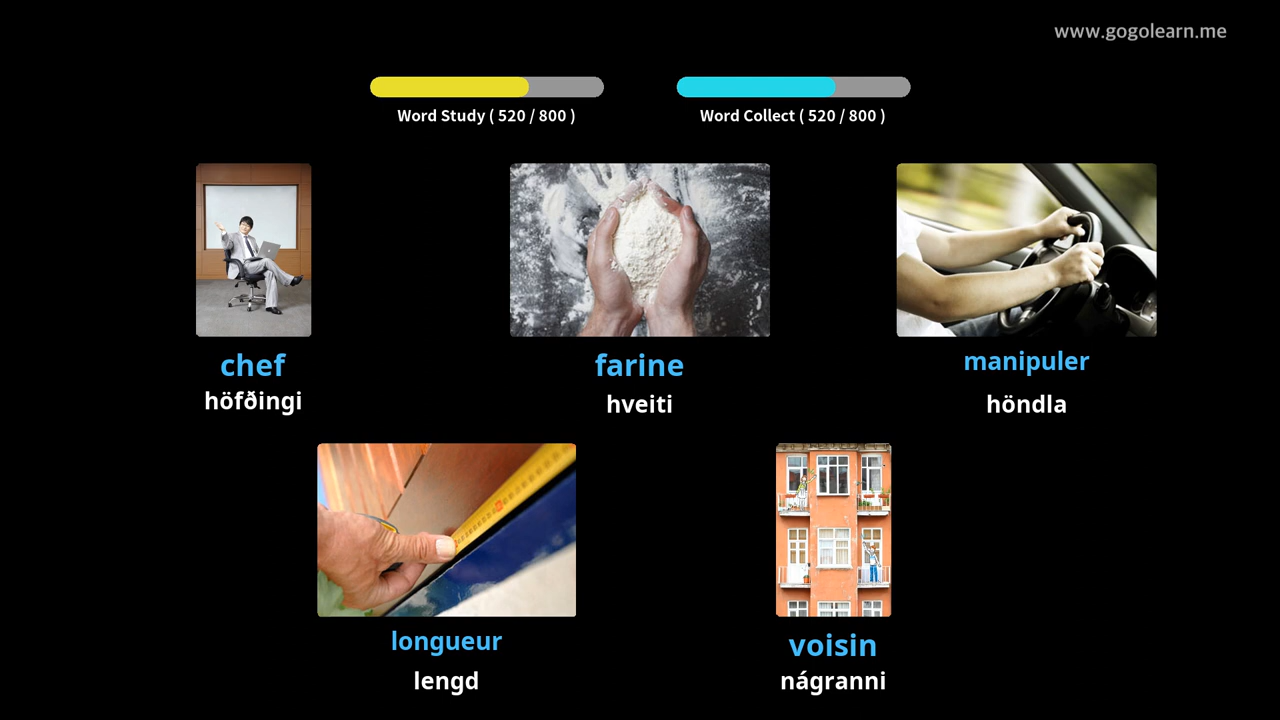 www.gogolearn.me
Word Study ( 520 / 800 )
Word Collect ( 520 / 800 )
chef
höfðingi
farine
hveiti
manipuler
höndla
longueur
lengd
voisin
nágranni